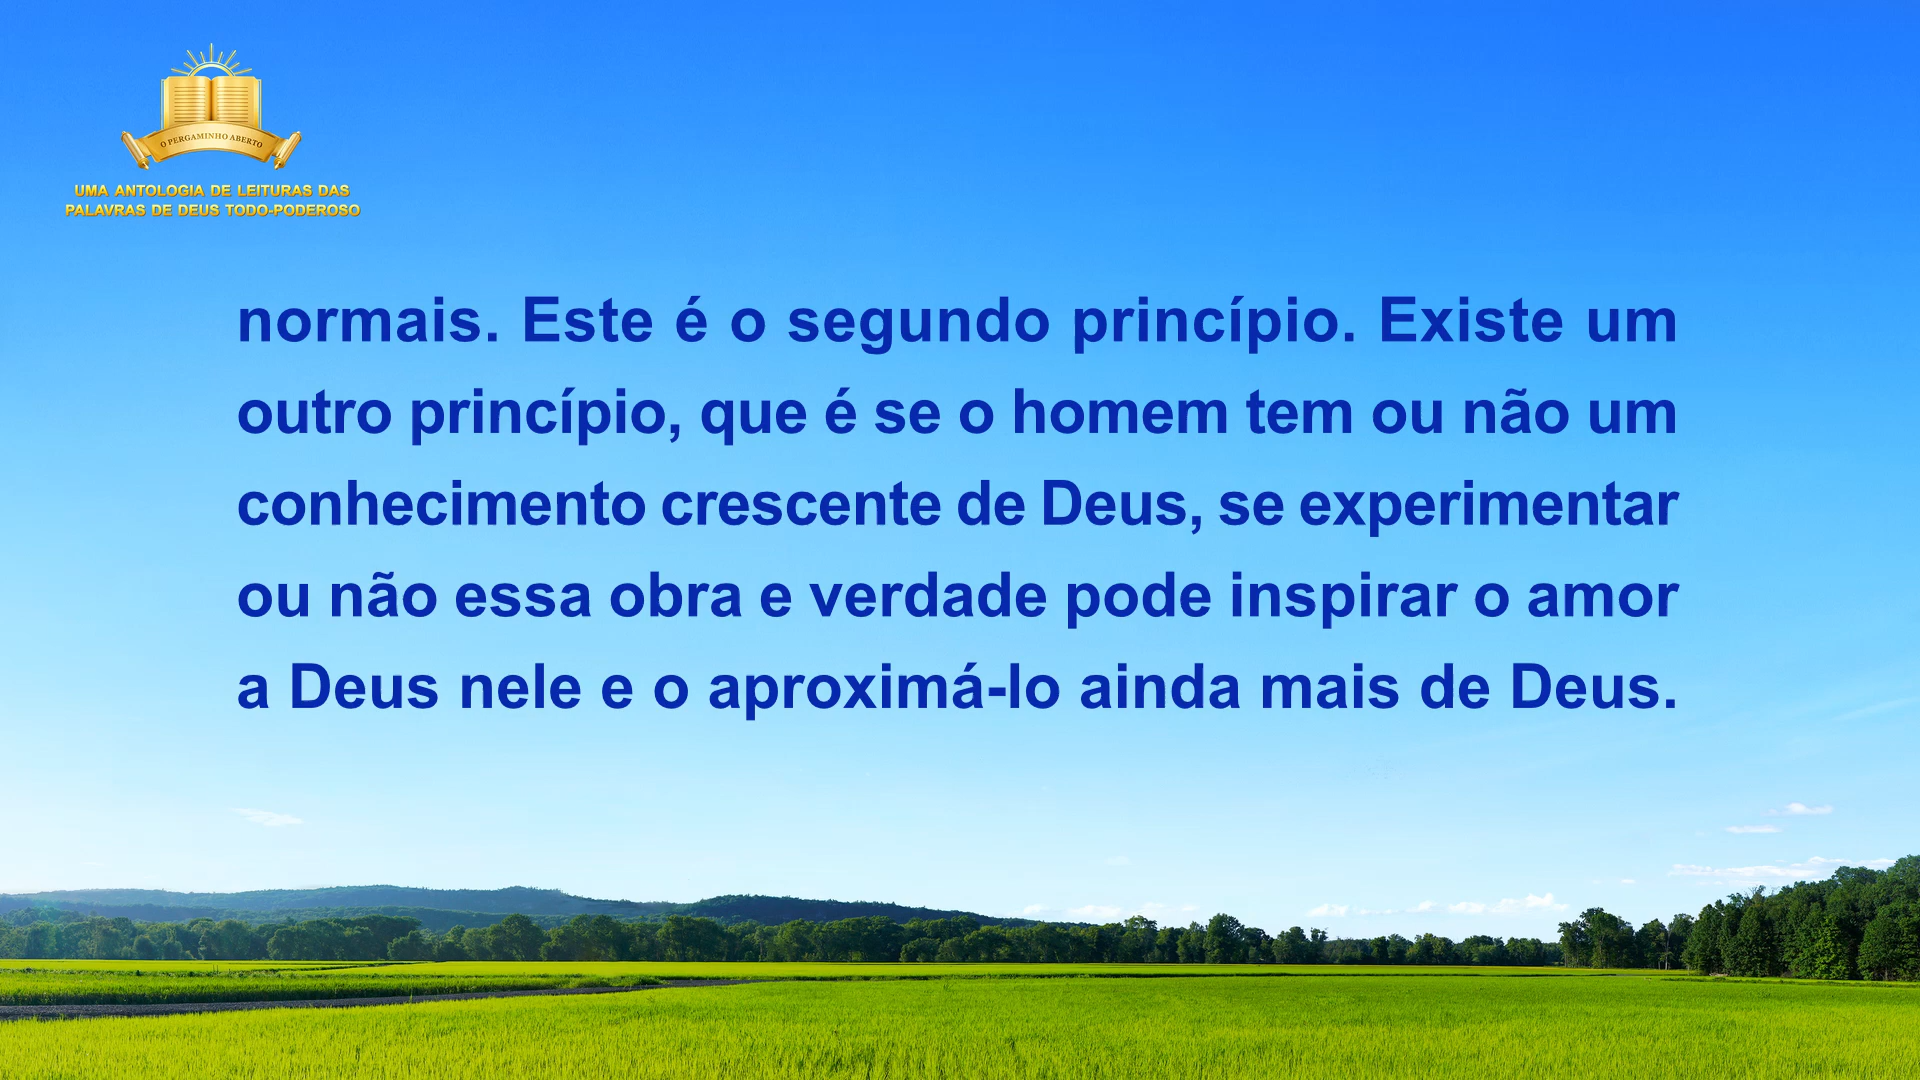 O PERGAMINHO ABERTO
UMA ANTOLOGIA DE LEITURAS DAS
PALAVRAS DE DEUS TODO-PODEROSO
normais. Este é o segundo princípio. Existe um
outro princípio, que é se o homem tem ou não um
conhecimento crescente de Deus, se experimentar
ou não essa obra e verdade pode inspirar o amor
a Deus nele e o aproximá-lo ainda mais de Deus.